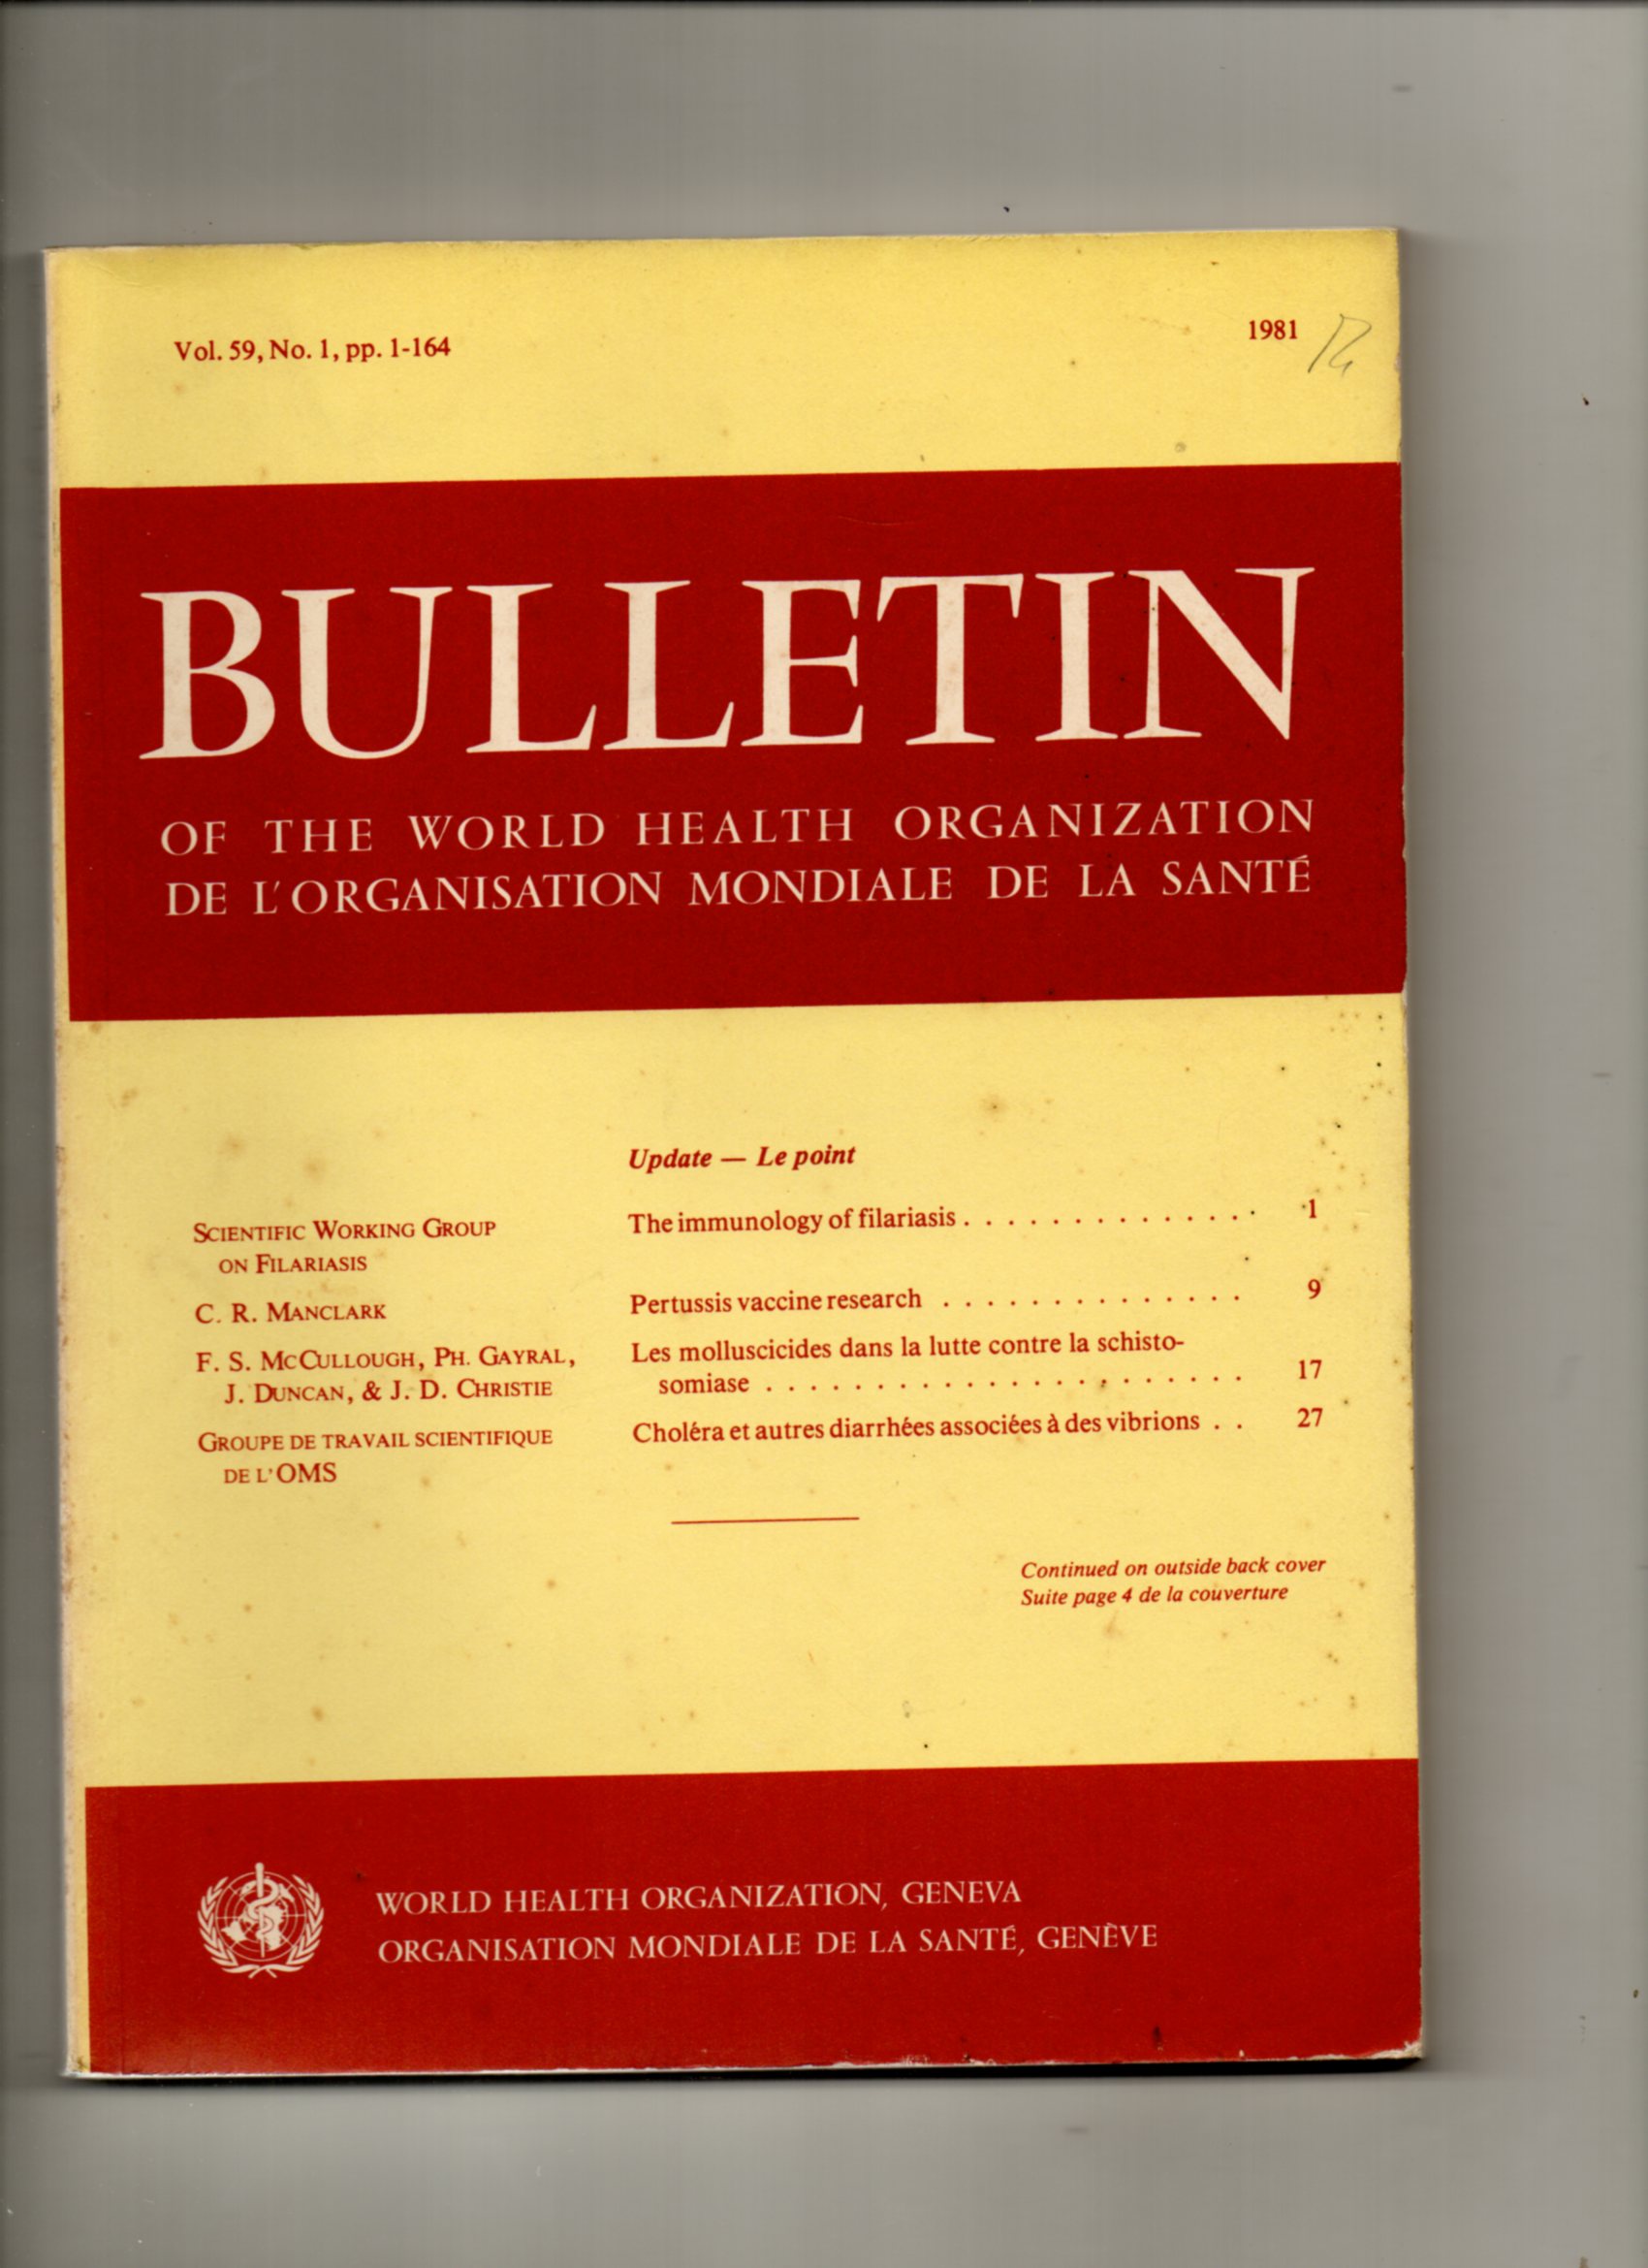 Vol. 59, No. 1, pp. 1-164
1981
BULLETIN
OF THE WORLD HEALTH ORGANIZATION
DE L'ORGANISATION MONDIALE DE LA SANTÉ
Update — Le point
SCIENTIFIC WORKING GROUP
ON FILARIASIS
The immunology of filariasis . . . . . . . . . . . . . . 1
C. R. MANCLARK
Pertussis vaccine research . . . . . . . . . . . . . . 9
F. S. MCCULLOUGH, PH. GAYRAL,
J. DUNCAN, & J. D. CHRISTIE
Les molluscicides dans la lutte contre la schisto-
somiase . . . . . . . . . . . . . . . . . . . . . . 17
GROUPE DE TRAVAIL SCIENTIFIQUE
DE L'OMS
Choléra et autres diarrhées associées à des vibrions . . 27
Continued on outside back cover
Suite page 4 de la couverture
WORLD HEALTH ORGANIZATION, GENEVA
ORGANISATION MONDIALE DE LA SANTÉ, GENÈVE